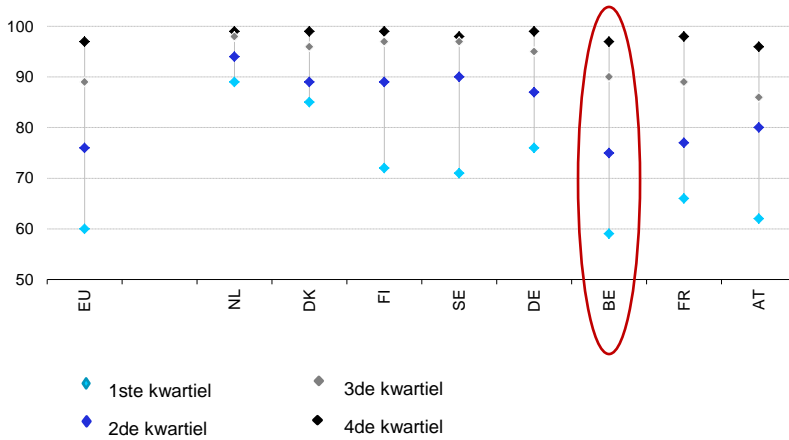 100
90
80
70
60
50
EU
NL
DK
FI
SE
DE
BE
FR
AT
1ste kwartiel
3de kwartiel
2de kwartiel
4de kwartiel